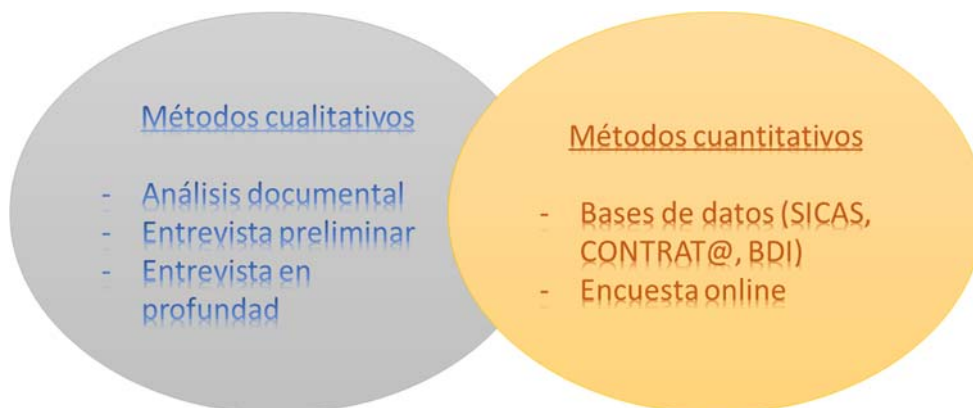 Métodos cualitativos
- Análisis documental
- Entrevista preliminar
- Entrevista en
profundad
Métodos cuantitativos
- Bases de datos (SICAS,
CONTRAT@, BDI)
- Encuesta online